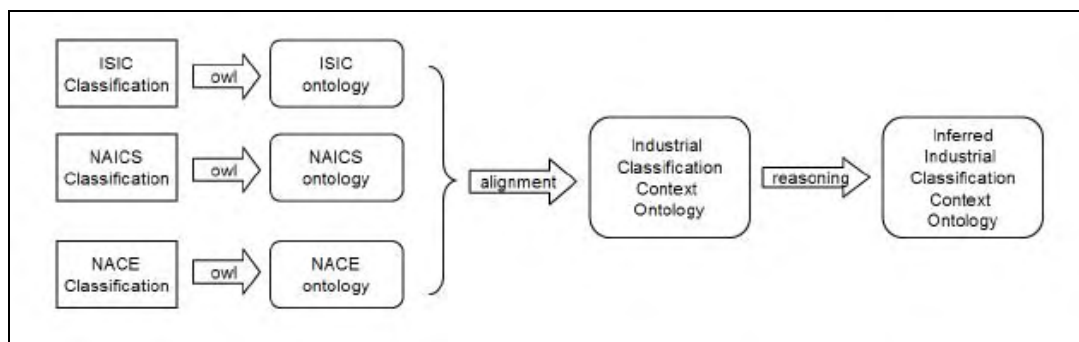 ISIC
Classification
owl
ISIC
ontology
NAICS
Classification
owl
NAICS
ontology
NACE
Classification
owl
NACE
ontology
alignment
Industrial
Classification
Context
Ontology
reasoning
Inferred
Industrial
Classification
Context
Ontology